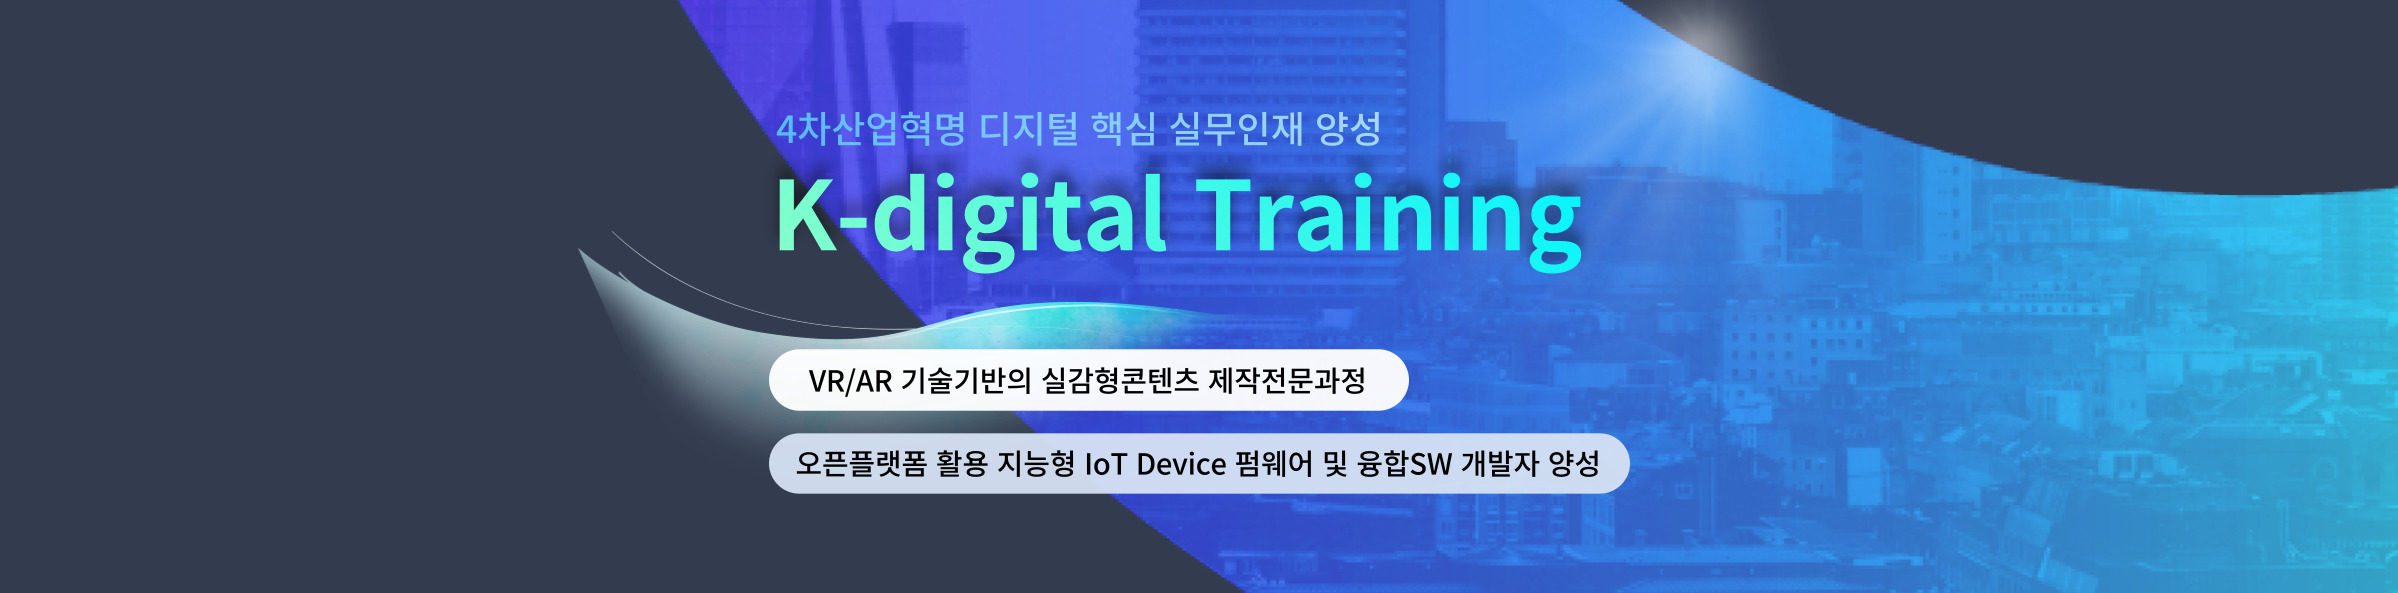 4차산업혁명 디지털 핵심 실무인재 양성
K-digital Training
VR/AR 기술기반의 실감형콘텐츠 제작전문과정
오픈플랫폼 활용 지능형 IoT Device 펌웨어 및 융합SW 개발자 양성